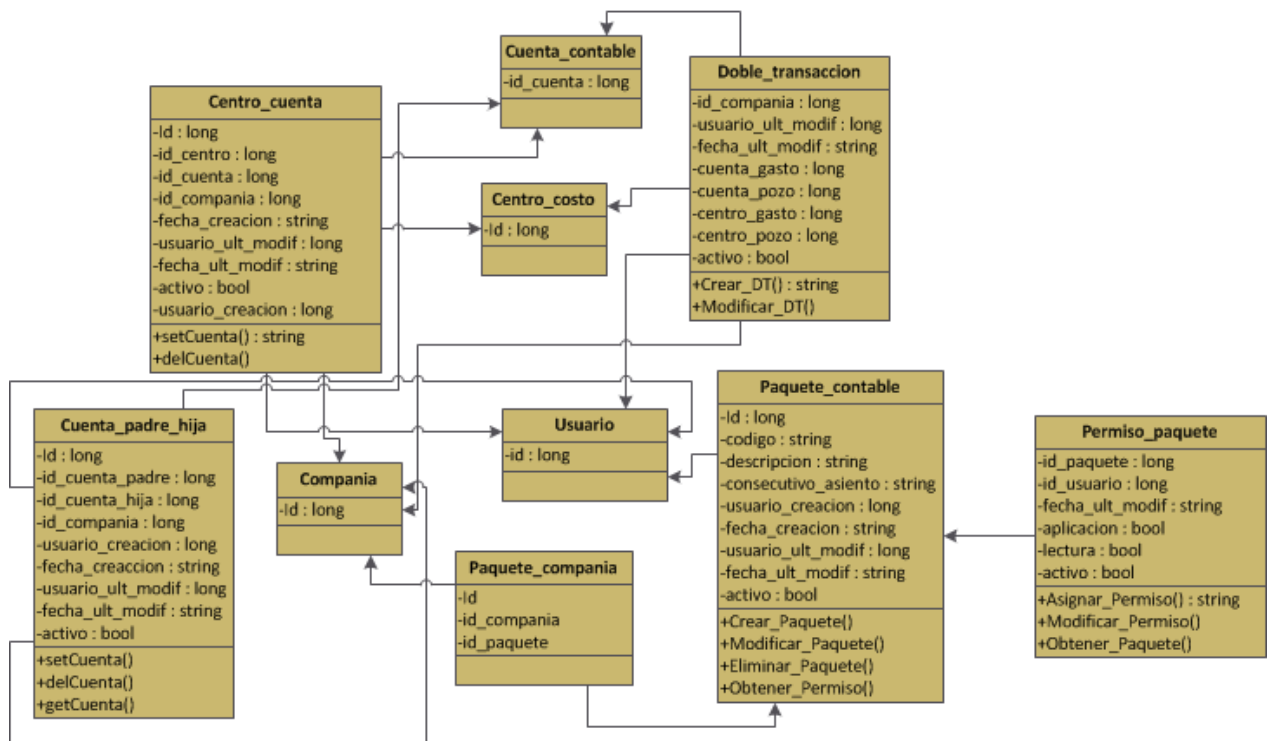 Cuenta_contable
-id_cuenta : long
Doble_transaccion
-id_compania : long
-usuario_ult_modif : long
-fecha_ult_modif : string
-cuenta_gasto : long
-cuenta_pozo : long
-centro_gasto : long
-centro_pozo : long
-activo : bool
+Crear_DT() : string
+Modificar_DT()
Centro_cuenta
-Id : long
-id_centro : long
-id_cuenta : long
-id_compania : long
-fecha_creacion : string
-usuario_ult_modif : long
-fecha_ult_modif : string
-activo : bool
-usuario_creacion : long
+setCuenta() : string
+delCuenta()
Centro_costo
-Id : long
Cuenta_padre_hija
-Id : long
-id_cuenta_padre : long
-id_cuenta_hija : long
-id_compania : long
-usuario_creacion : long
-fecha_creaccion : string
-usuario_ult_modif : long
-fecha_ult_modif : string
-activo : bool
+setCuenta()
+delCuenta()
+getCuenta()
Compania
-Id : long
Usuario
-id : long
Paquete_compania
-Id
-id_compania
-id_paquete
Paquete_contable
-Id : long
-codigo : string
-descripcion : string
-consecutivo_asiento : string
-usuario_creacion : long
-fecha_creacion : string
-usuario_ult_modif : long
-fecha_ult_modif : string
-activo : bool
+Crear_Paquete()
+Modificar_Paquete()
+Eliminar_Paquete()
+Obtener_Permiso()
Permiso_paquete
-id_paquete : long
-id_usuario : long
-fecha_ult_modif : string
-aplicacion : bool
-lectura : bool
-activo : bool
+Asignar_Permiso() : string
+Modificar_Permiso()
+Obtener_Paquete()